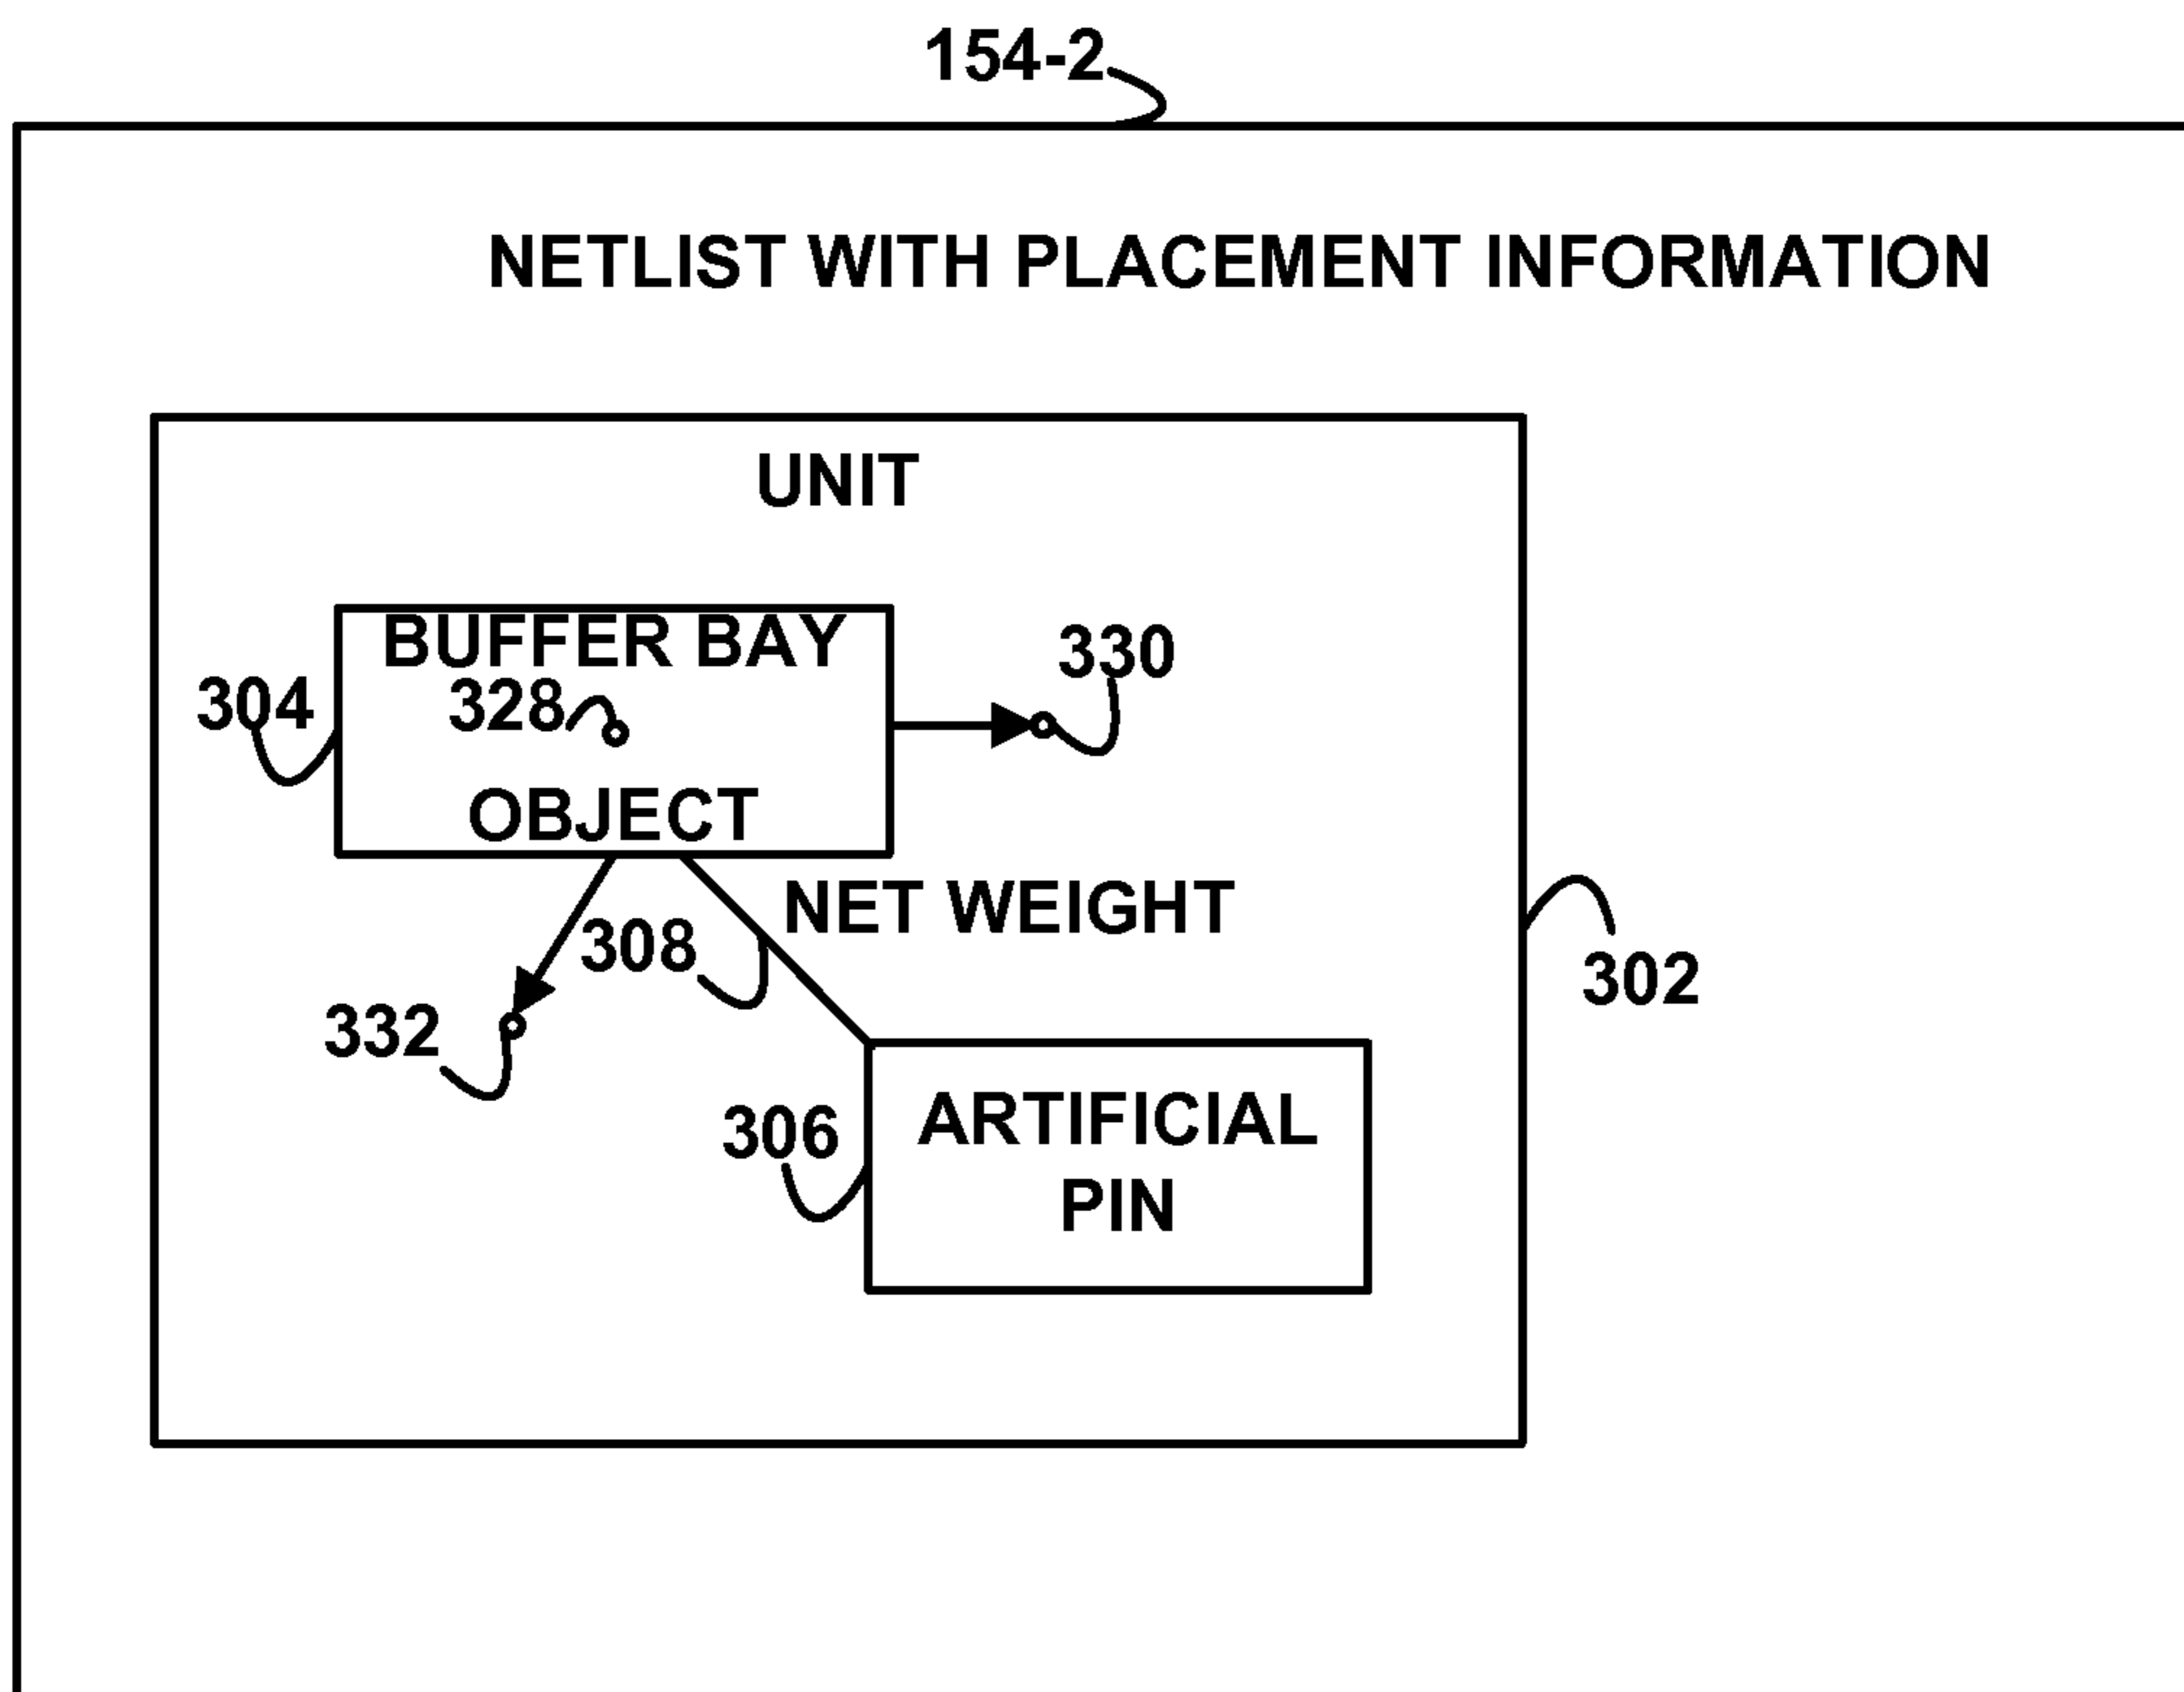 154-2
NETLIST WITH PLACEMENT INFORMATION
UNIT
BUFFER BAY
304
328
330
OBJECT
NET WEIGHT
308
302
332
306
ARTIFICIAL
PIN